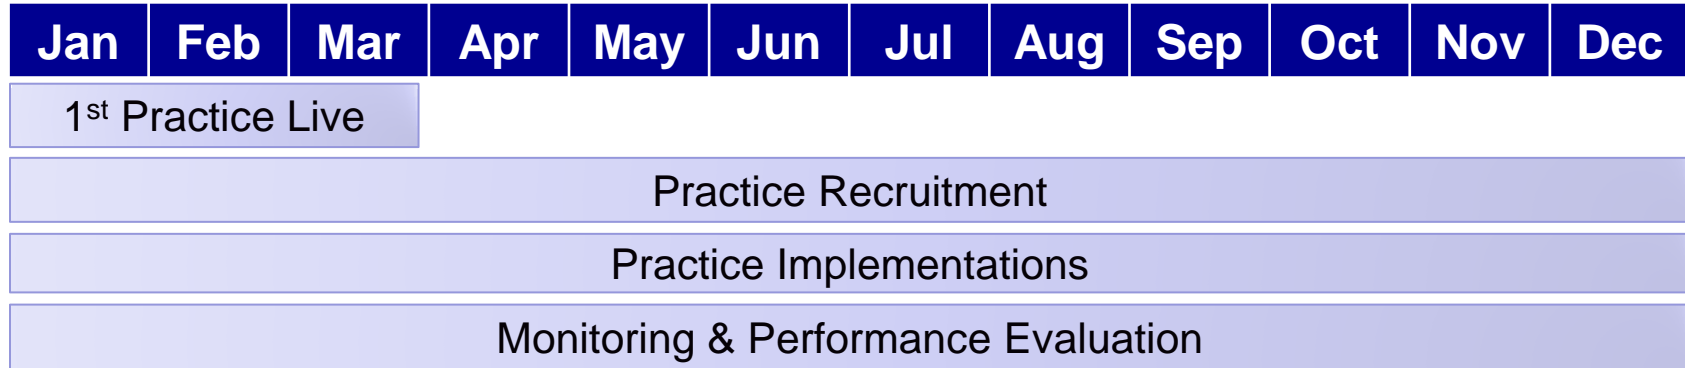 Jan Feb Mar Apr May Jun Jul Aug Sep Oct Nov Dec
1st Practice Live
Practice Recruitment
Practice Implementations
Monitoring & Performance Evaluation